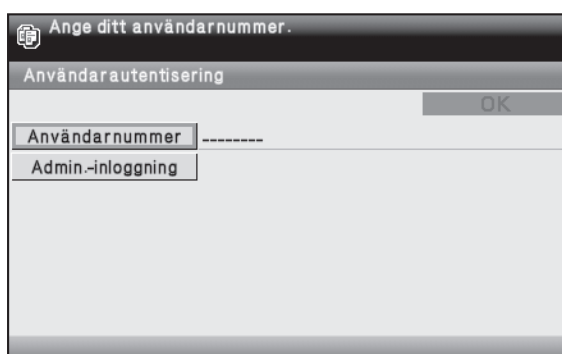 Ange ditt användarnummer.
Användarautentisering
OK
Användarnummer --------
Admin.-inloggning